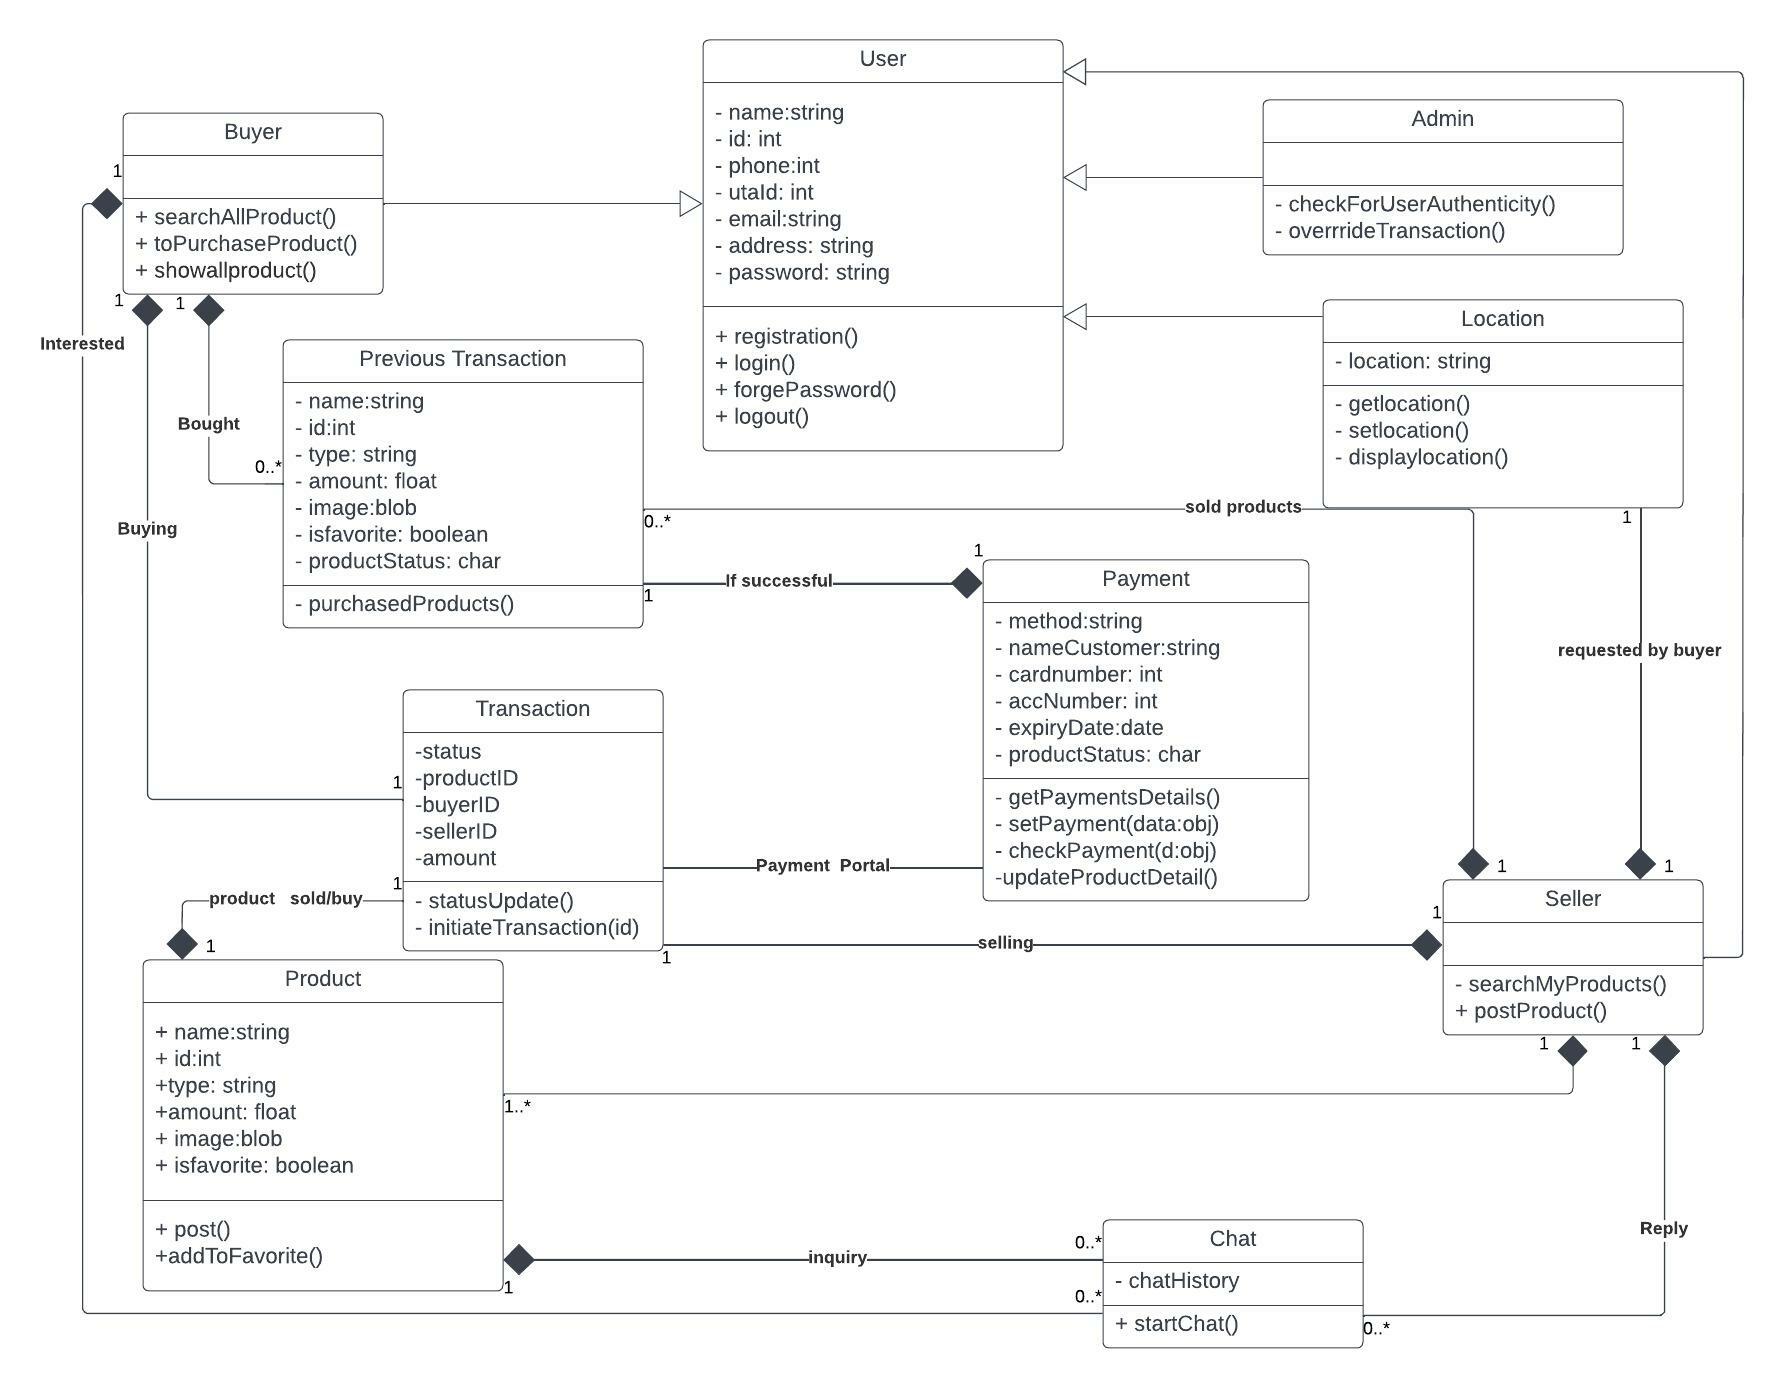 User
- name:string
- id: int
- phone:int
- utaId: int
- email:string
- address: string
- password: string
+ registration()
+ login()
+ forgePassword()
+ logout()
Buyer
+ searchAllProduct()
+ toPurchaseProduct()
+ showallproduct()
1
1
1
Admin
- checkForUserAuthenticity()
- overrrideTransaction()
Location
- location: string
- getlocation()
- setlocation()
- displaylocation()
1
Interested
Bought
0..*
Buying
Previous Transaction
- name:string
- id:int
- type: string
- amount: float
- image:blob
- isfavorite: boolean
- productStatus: char
- purchasedProducts()
0..*
sold products
1
If successful
1
Payment
- method:string
- nameCustomer:string
- cardnumber: int
- accNumber: int
- expiryDate:date
- productStatus: char
- getPaymentsDetails()
- setPayment(data:obj)
- checkPayment(d:obj)
-updateProductDetail()
requested by buyer
Transaction
-status
-productID
-buyerID
-sellerID
-amount
- statusUpdate()
- initiateTransaction(id)
1
1
Payment Portal
product sold/buy
1
1
selling
1
1
1
Seller
- searchMyProducts()
+ postProduct()
1
1
Product
+ name:string
+ id:int
+type: string
+amount: float
+ image:blob
+ isfavorite: boolean
+ post()
+addToFavorite()
1..*
1
inquiry
0..*
0..*
Chat
- chatHistory
+ startChat()
0..*
Reply